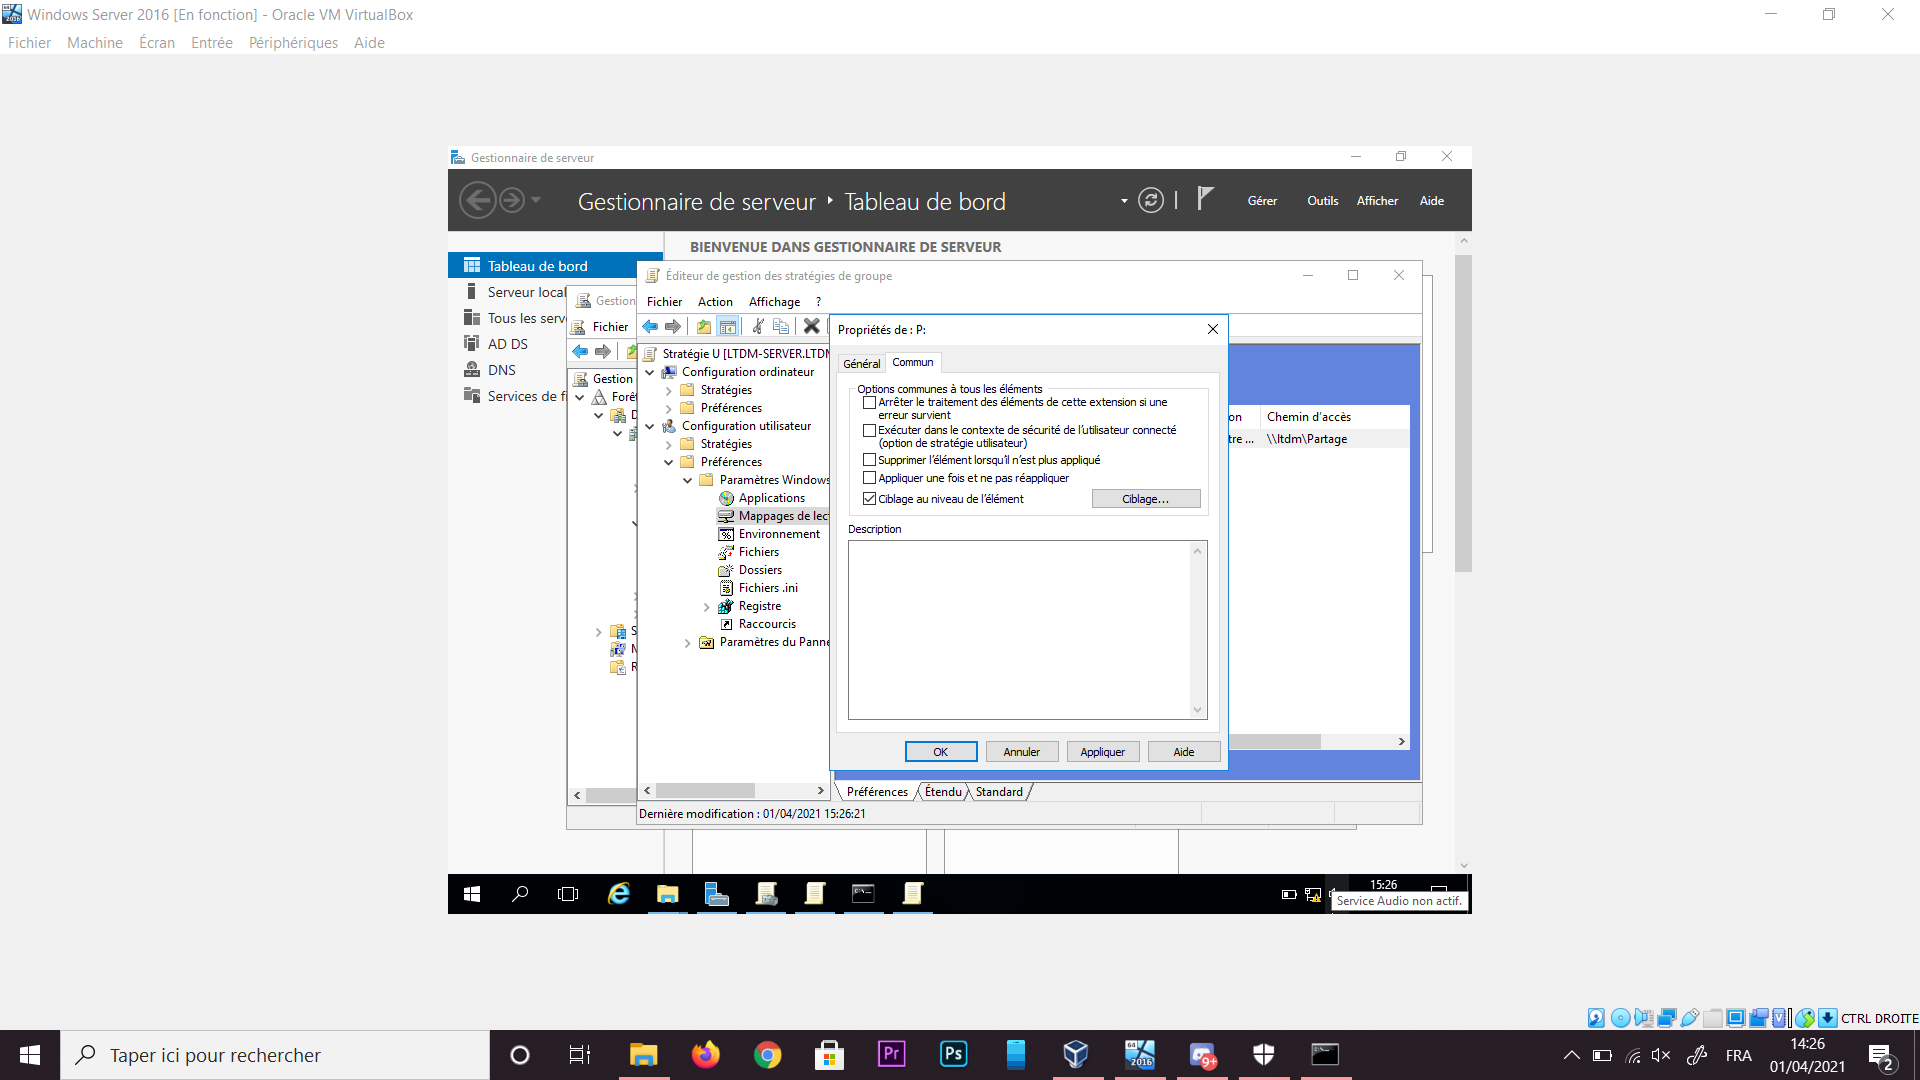 Windows Server 2016 [En fonction] - Oracle VM VirtualBox
Fichier Machine Écran Entrée Périphériques Aide
Gestionnaire de serveur
Gestionnaire de serveur ‣ Tableau de bord
Gérer Outils Afficher Aide
BIENVENUE DANS GESTIONNAIRE DE SERVEUR
Tableau de bord
Serveur local
Tous les serv
AD DS
DNS
Services de fi
Gestion
Fichier
Gestion
Forêt
D
S
M
R
Éditeur de gestion des stratégies de groupe
Fichier Action Affichage ?
Stratégie U [LTDM-SERVER.LTDM
Configuration ordinateur
Stratégies
Préférences
Configuration utilisateur
Stratégies
Préférences
Paramètres Windows
Applications
Mappages de lect
Environnement
Fichiers
Dossiers
Fichiers .ini
Registre
Raccourcis
Paramètres du Panne
Propriétés de : P:
Général Commun
Options communes à tous les éléments
Arrêter le traitement des éléments de cette extension si une
erreur survient
Exécuter dans le contexte de sécurité de l'utilisateur connecté
(option de stratégie utilisateur)
Supprimer l'élément lorsqu'il n'est plus appliqué
Appliquer une fois et ne pas réappliquer
Ciblage au niveau de l'élément Ciblage...
Description
OK Annuler Appliquer Aide
on Chemin d'accès
tre ... \\ltdm\Partage
Préférences Étendu Standard
Dernière modification : 01/04/2021 15:26:21
15:26
Service Audio non actif.
CTRL DROITE
Taper ici pour rechercher
Pr
Ps
64
2016
9+
FRA
14:26
01/04/2021
2